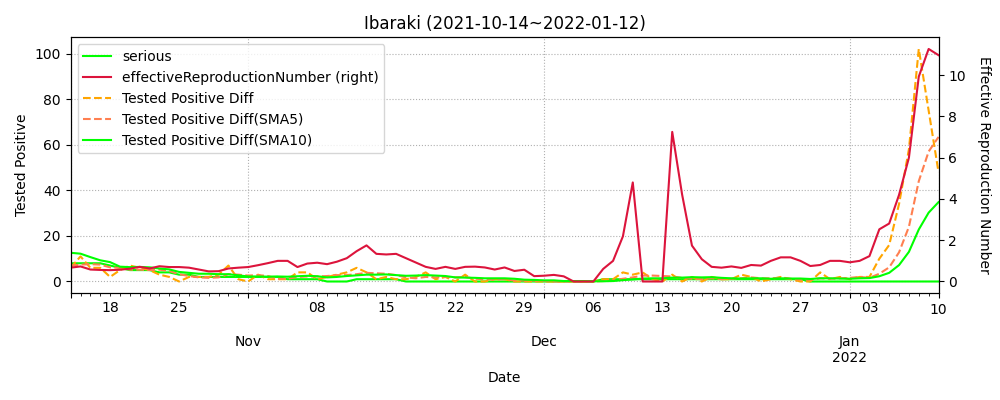 Ibaraki (2021-10-14~2022-01-12)
serious
effectiveReproductionNumber (right)
Tested Positive Diff
Tested Positive Diff(SMA5)
Tested Positive Diff(SMA10)
Tested Positive
100
80
60
40
20
0
Effective Reproduction Number
10
8
6
4
2
0
18 25 08 15 22 29 06 13 20 27 03 10
Nov Dec Jan
2022
Date